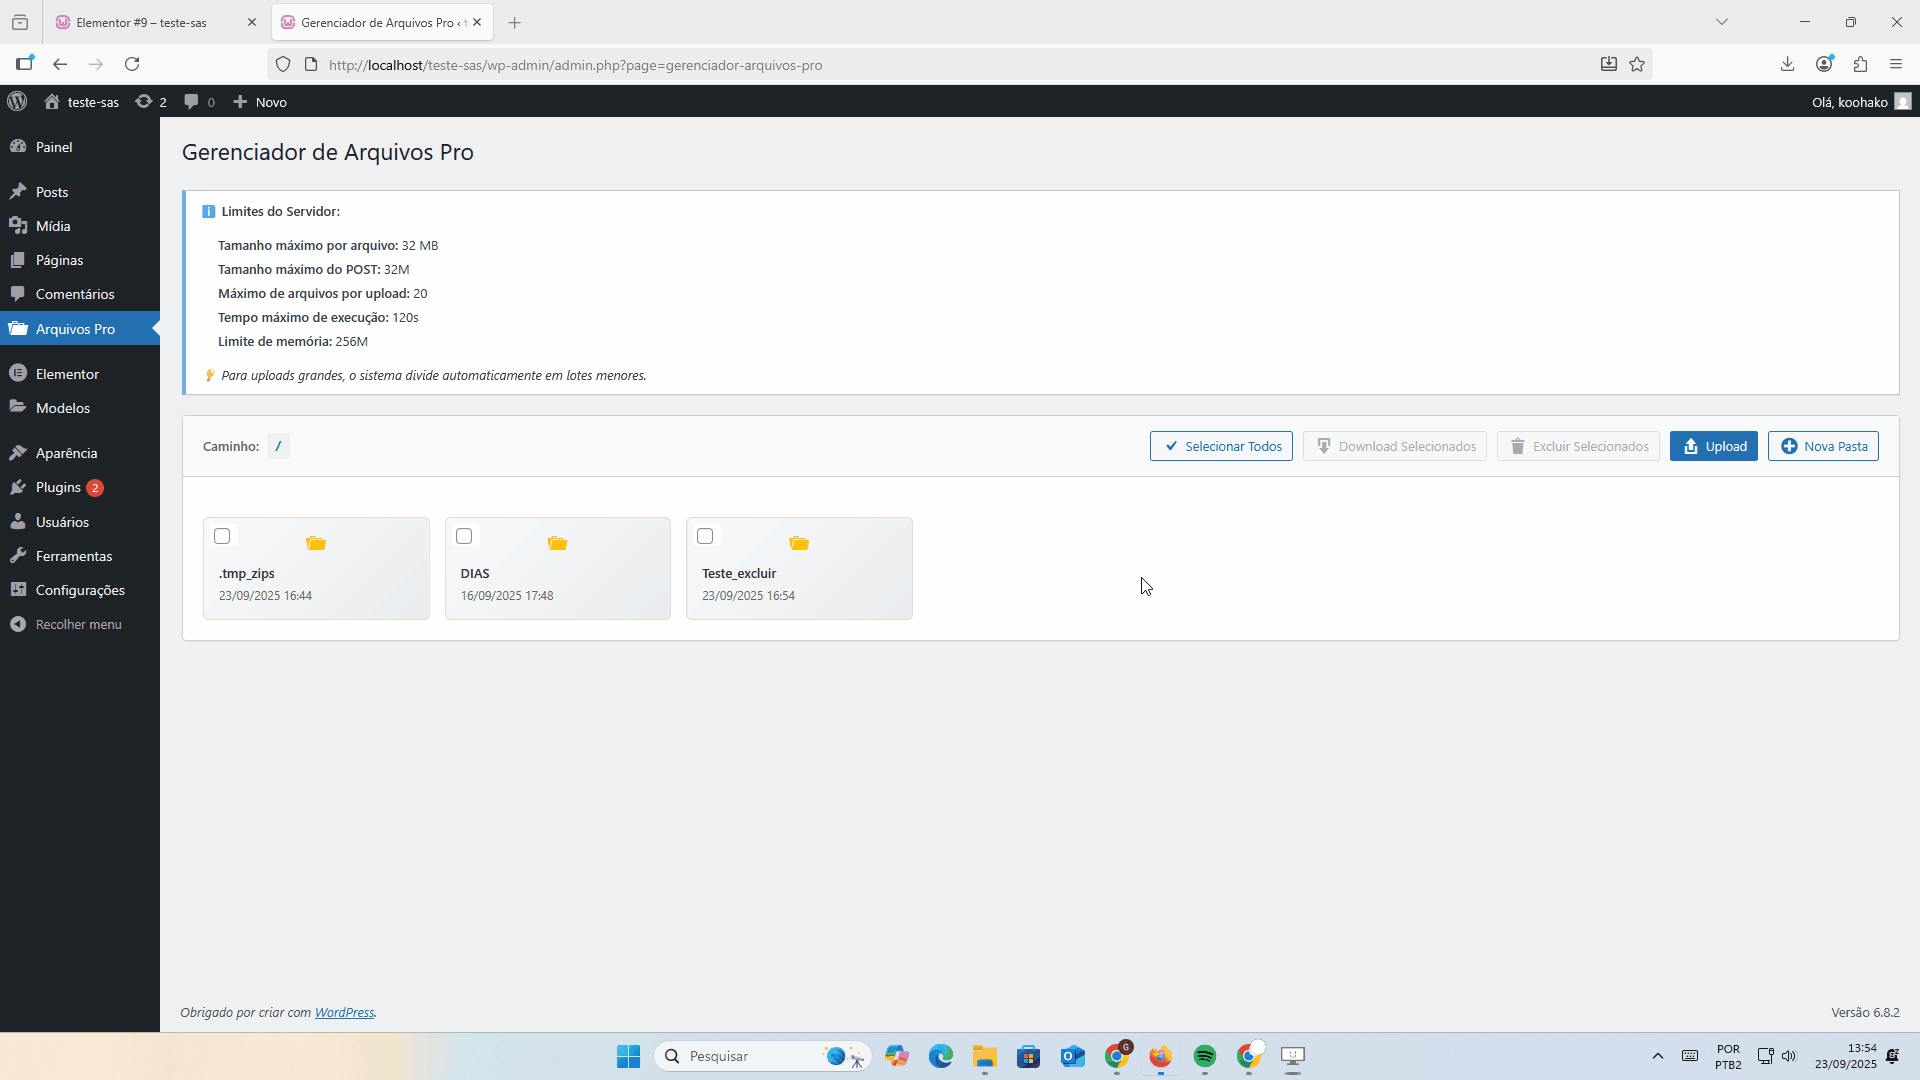 Elementor #9 – teste-sas
Gerenciador de Arquivos Pro ‹ t
http://localhost/teste-sas/wp-admin/admin.php?page=gerenciador-arquivos-pro
teste-sas
2
0
Novo
Olá, koohako
Painel
Posts
Mídia
Páginas
Comentários
Arquivos Pro
Elementor
Modelos
Aparência
Plugins 2
Usuários
Ferramentas
Configurações
Recolher menu
Gerenciador de Arquivos Pro
Limites do Servidor:
Tamanho máximo por arquivo: 32 MB
Tamanho máximo do POST: 32M
Máximo de arquivos por upload: 20
Tempo máximo de execução: 120s
Limite de memória: 256M
Para uploads grandes, o sistema divide automaticamente em lotes menores.
Caminho: /
Selecionar Todos
Download Selecionados
Excluir Selecionados
Upload
Nova Pasta
.tmp_zips
23/09/2025 16:44
DIAS
16/09/2025 17:48
Teste_excluir
23/09/2025 16:54
Obrigado por criar com WordPress.
Versão 6.8.2
Pesquisar
G
POR
PTB2
13:54
23/09/2025